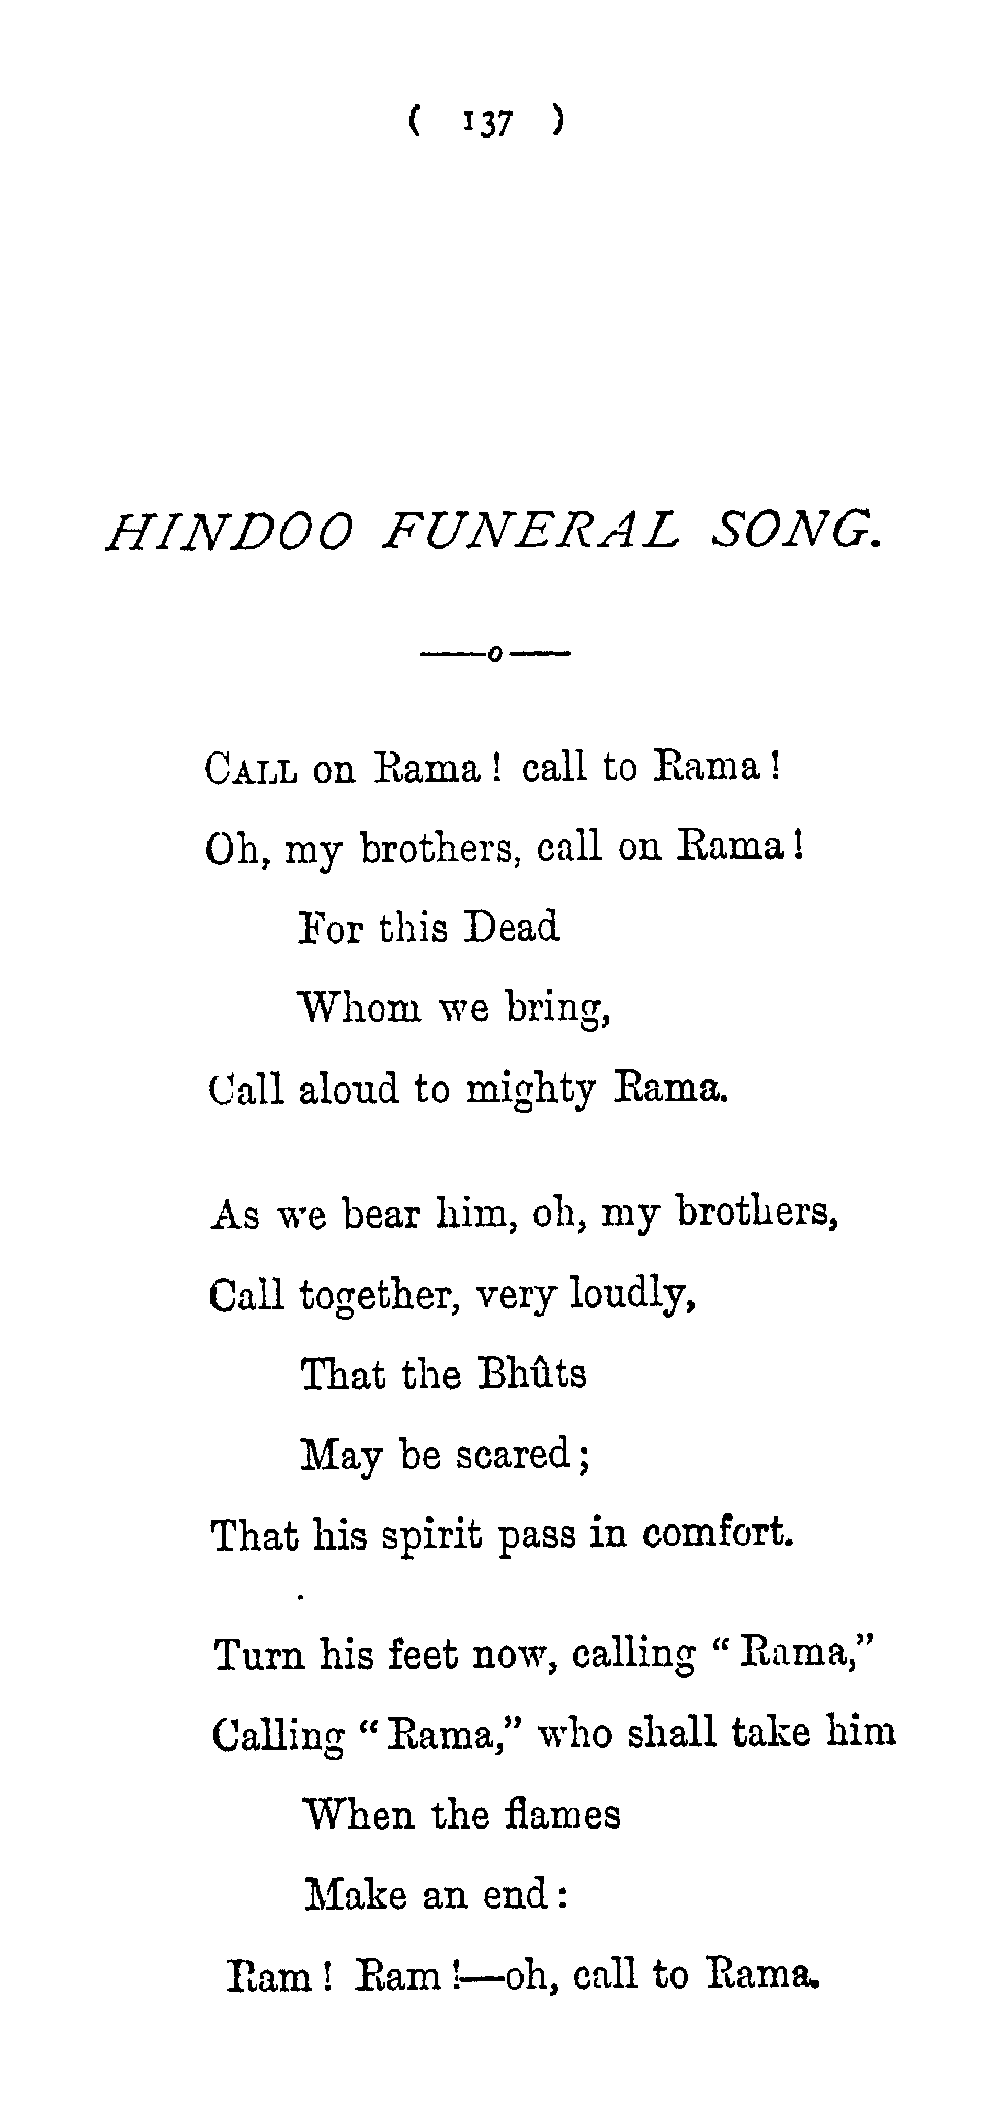 ( 137 )
HINDOO FUNERAL SONG.
CALL on Rama! call to Rama!
Oh, my brothers, call on Rama!
For this Dead
Whom we bring,
Call aloud to mighty Rama.
As we bear him, oh, my brothers,
Call together, very loudly,
That the Bhûts
May be scared;
That his spirit pass in comfort.
Turn his feet now, calling "Rama,"
Calling "Rama," who shall take him
When the flames
Make an end:
Ram! Ram!—oh, call to Rama.